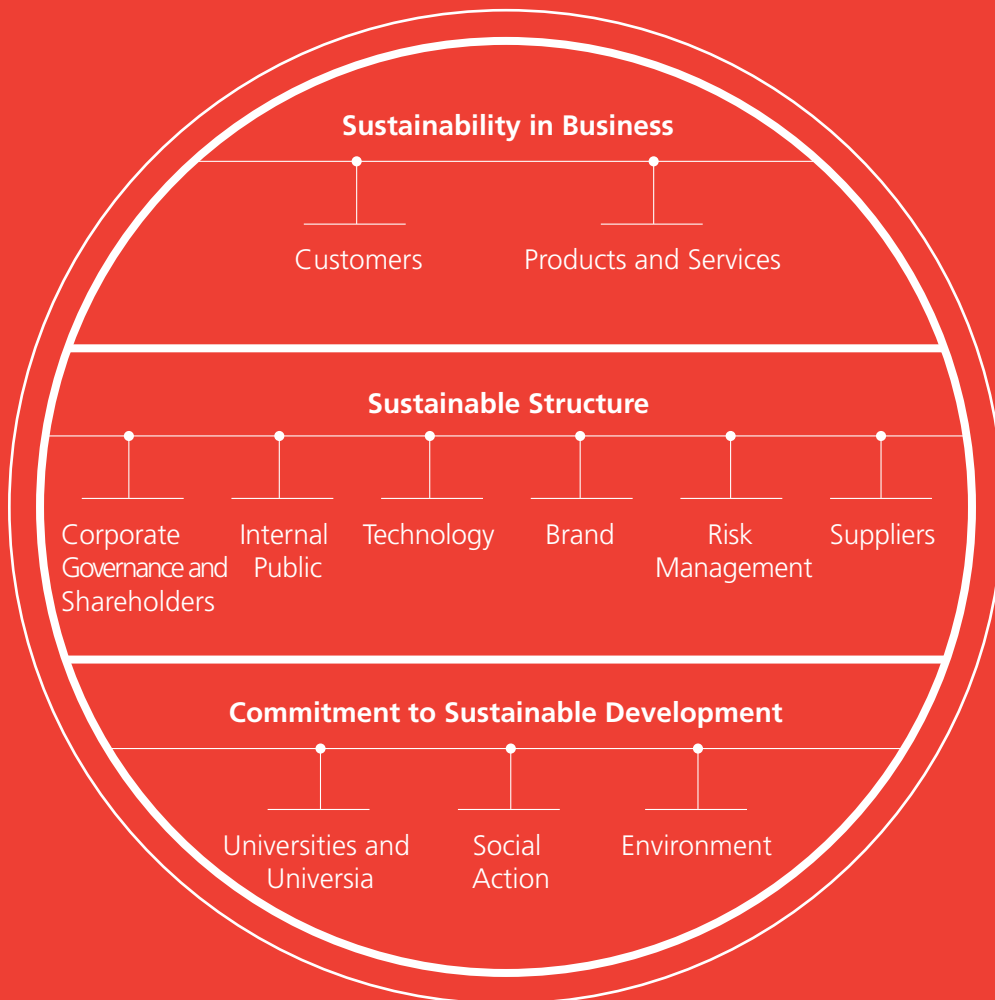 Sustainability in Business
Customers
Products and Services
Sustainable Structure
Corporate
Governance and
Shareholders
Internal
Public
Technology
Brand
Risk
Management
Suppliers
Commitment to Sustainable Development
Universities and
Universia
Social
Action
Environment